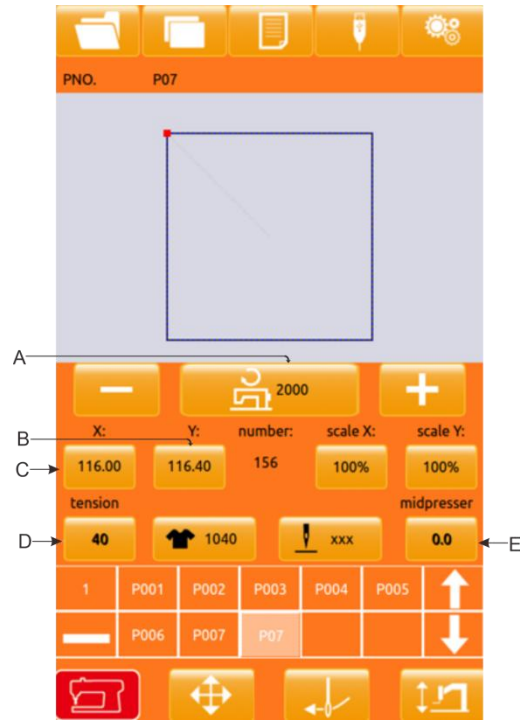 PNO. P07
A
2000
B
X: Y: number: scale X: scale Y:
C 116.00 116.40 156 100% 100%
tension midpresser
D 40 1040 xxx 0.0 E
1 P001 P002 P003 P004 P005
P006 P007 P07